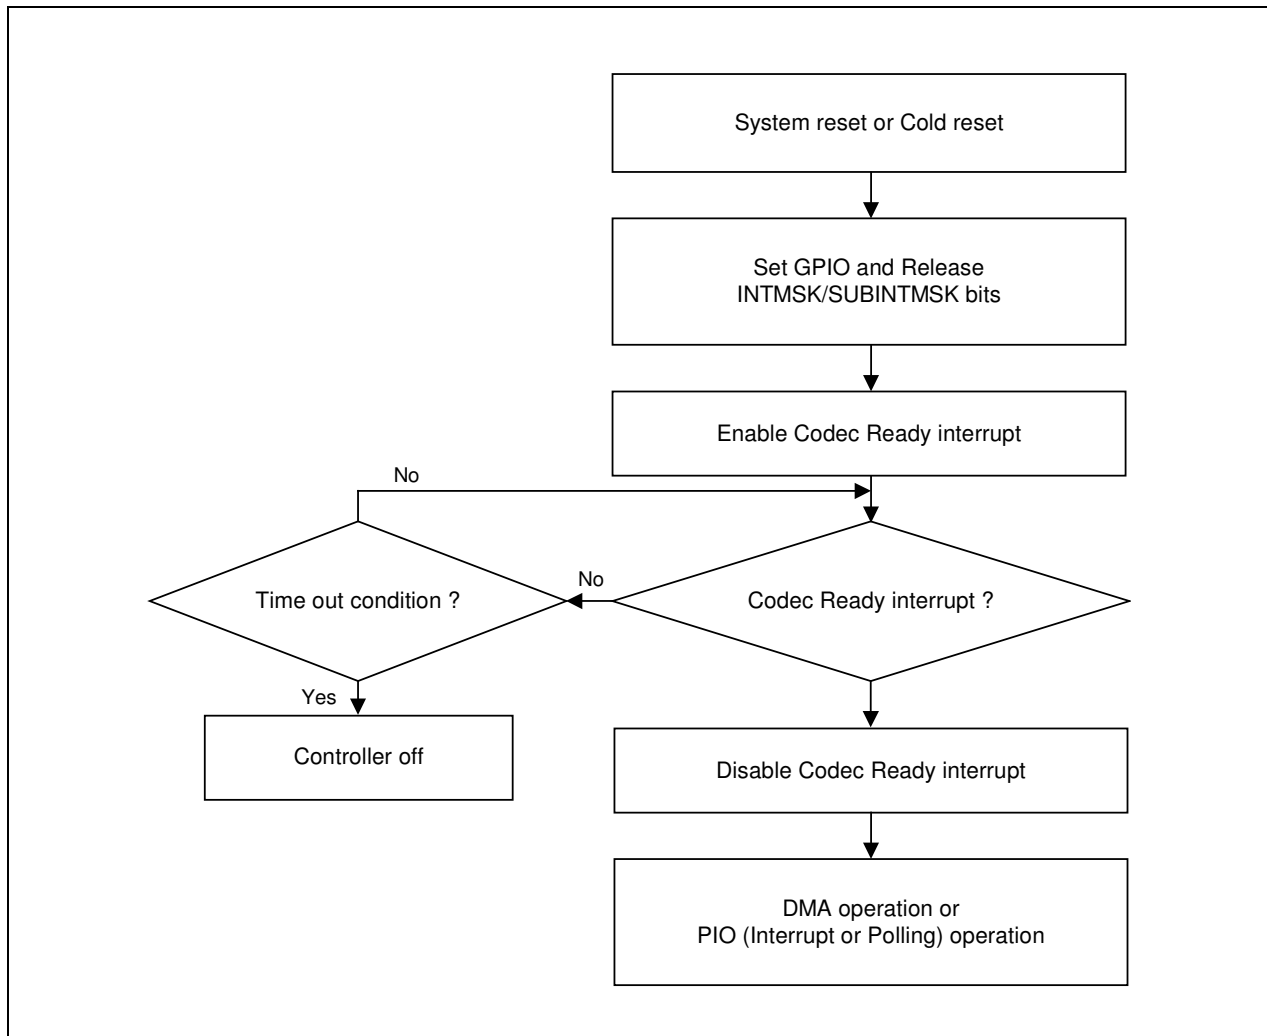 System reset or Cold reset
Set GPIO and Release
INTMSK/SUBINTMSK bits
Enable Codec Ready interrupt
No
Time out condition ?
No
Codec Ready interrupt ?
Yes
Controller off
Disable Codec Ready interrupt
DMA operation or
PIO (Interrupt or Polling) operation